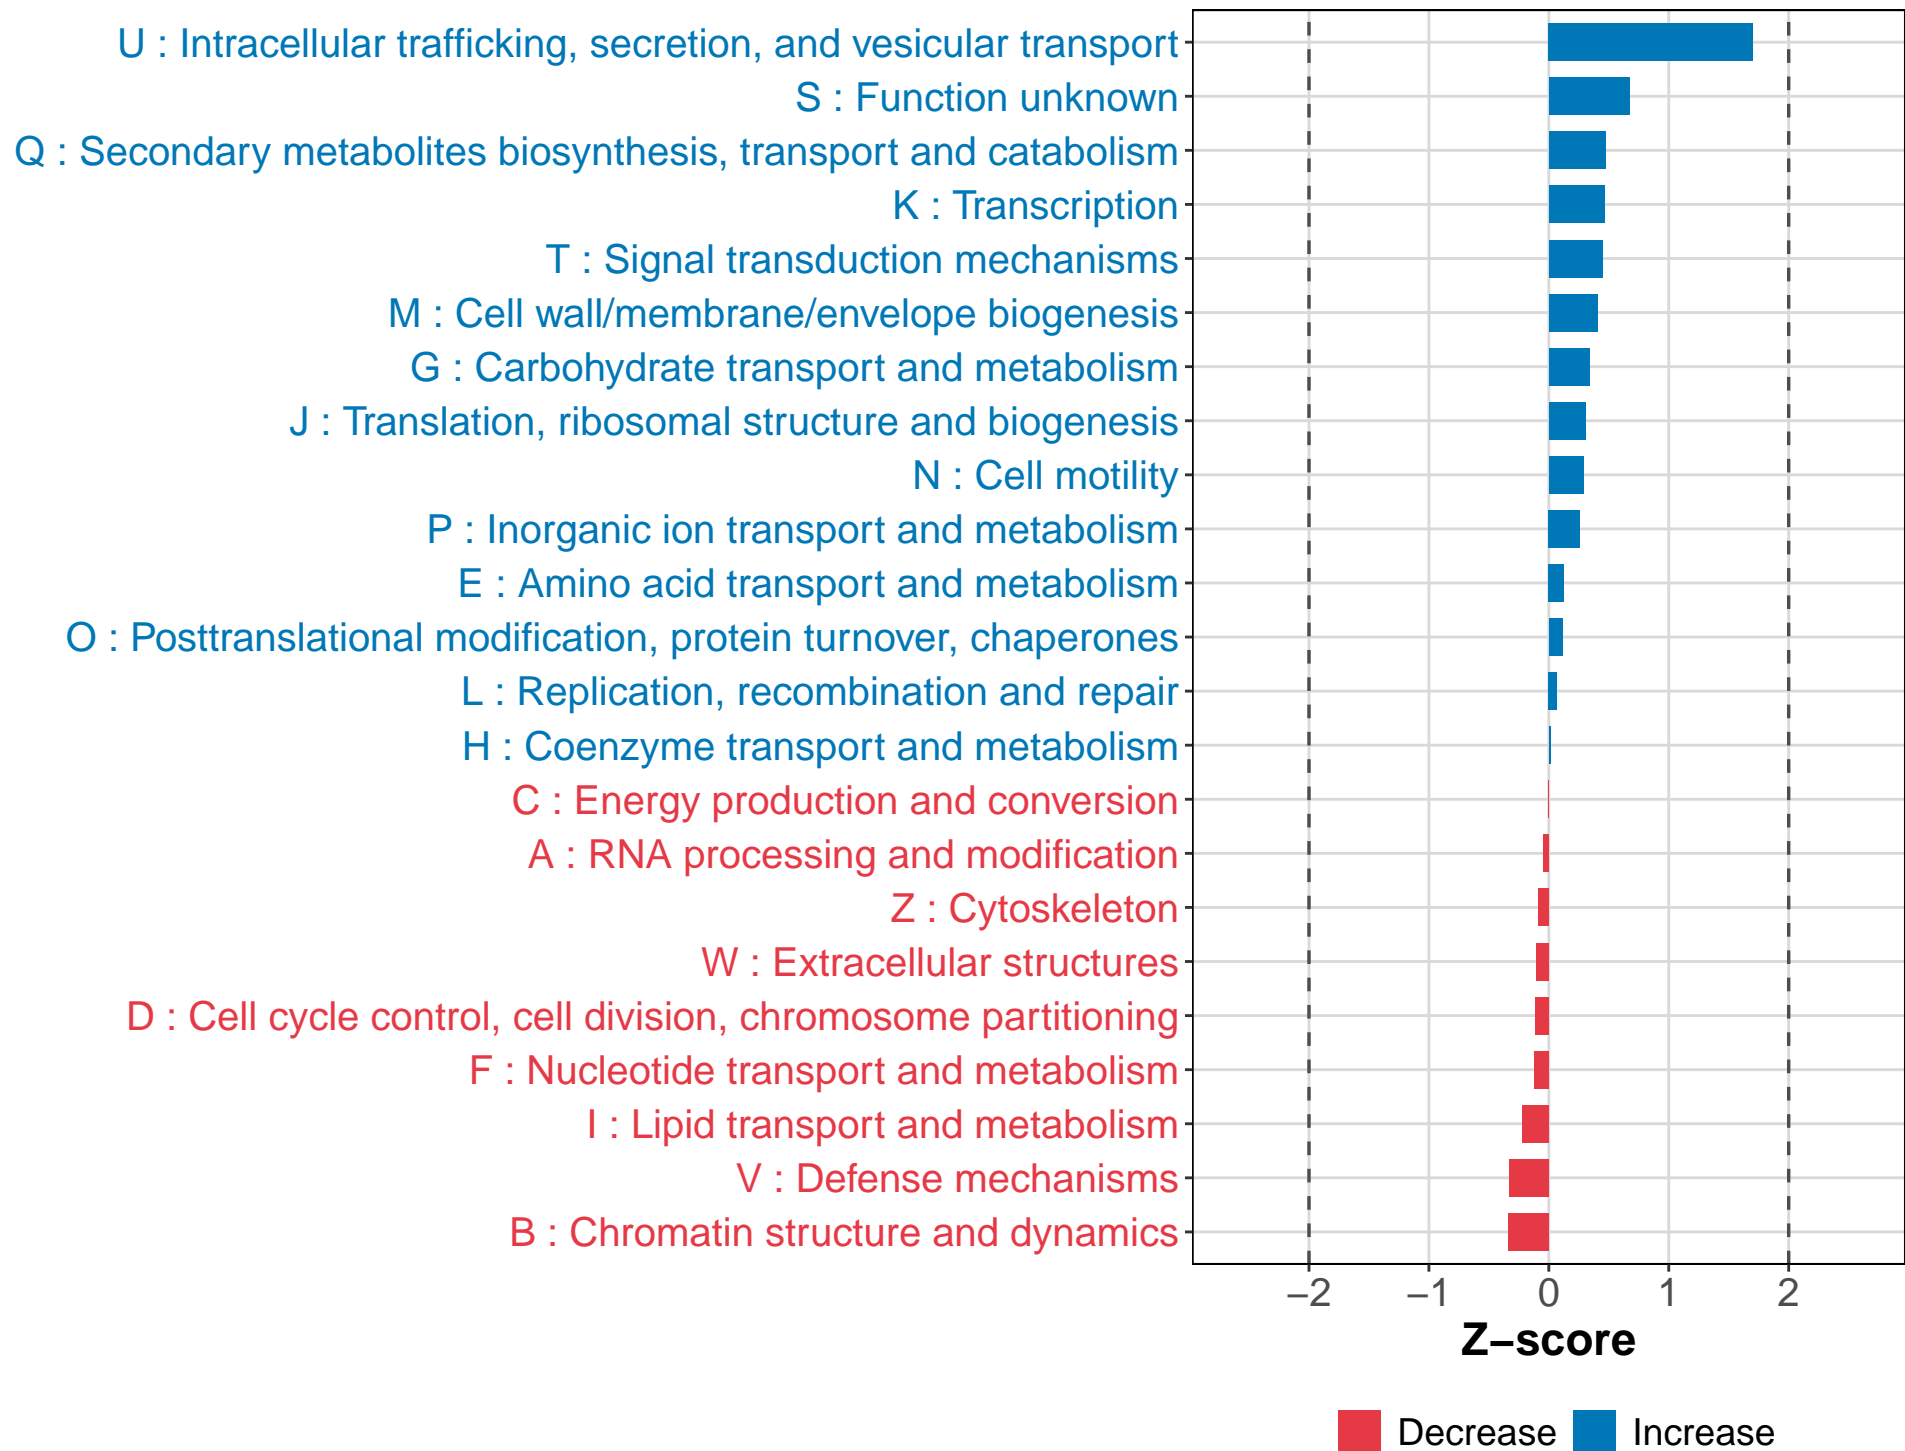 U : Intracellular trafficking, secretion, and vesicular transport
S : Function unknown
Q : Secondary metabolites biosynthesis, transport and catabolism
K : Transcription
T : Signal transduction mechanisms
M : Cell wall/membrane/envelope biogenesis
G : Carbohydrate transport and metabolism
J : Translation, ribosomal structure and biogenesis
N : Cell motility
P : Inorganic ion transport and metabolism
E : Amino acid transport and metabolism
O : Posttranslational modification, protein turnover, chaperones
L : Replication, recombination and repair
H : Coenzyme transport and metabolism
C : Energy production and conversion
A : RNA processing and modification
Z : Cytoskeleton
W : Extracellular structures
D : Cell cycle control, cell division, chromosome partitioning
F : Nucleotide transport and metabolism
I : Lipid transport and metabolism
V : Defense mechanisms
B : Chromatin structure and dynamics
−2 −1 0 1 2
Z−score
Decrease Increase